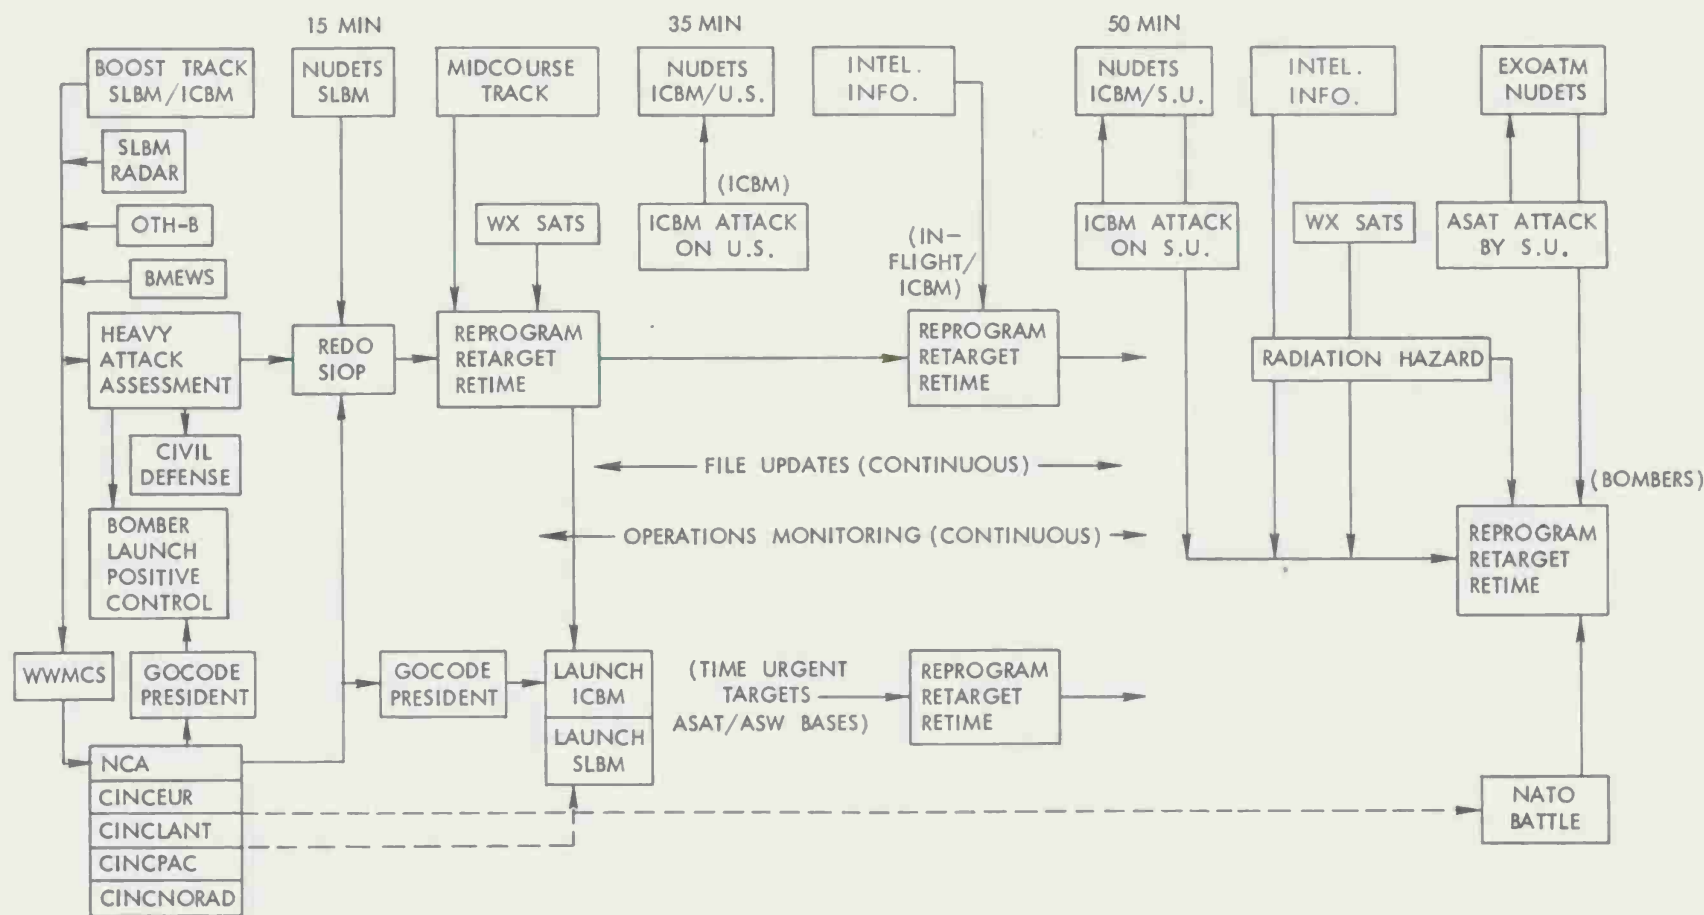 15 MIN
35 MIN
50 MIN
BOOST TRACK
SLBM/ICBM
NUDETS
SLBM
MIDCOURSE
TRACK
NUDETS
ICBM/U.S.
INTEL.
INFO.
NUDETS
ICBM/S.U.
INTEL.
INFO.
EXOATM
NUDETS
SLBM
RADAR
OTH-B
BMEWS
WX SATS
(ICBM)
ICBM ATTACK
ON U.S.
(IN-
FLIGHT/
ICBM)
ICBM ATTACK
ON S.U.
WX SATS
ASAT ATTACK
BY S.U.
HEAVY
ATTACK
ASSESSMENT
REDO
SIOP
REPROGRAM
RETARGET
RETIME
REPROGRAM
RETARGET
RETIME
RADIATION HAZARD
CIVIL
DEFENSE
FILE UPDATES (CONTINUOUS)
(BOMBERS)
BOMBER
LAUNCH
POSITIVE
CONTROL
OPERATIONS MONITORING (CONTINUOUS)
REPROGRAM
RETARGET
RETIME
WWMCS
GOCODE
PRESIDENT
GOCODE
PRESIDENT
LAUNCH
ICBM
LAUNCH
SLBM
(TIME URGENT
TARGETS
ASAT/ASW BASES)
REPROGRAM
RETARGET
RETIME
NCA
CINCEUR
CINCLANT
CINCPAC
CINCNORAD
NATO
BATTLE